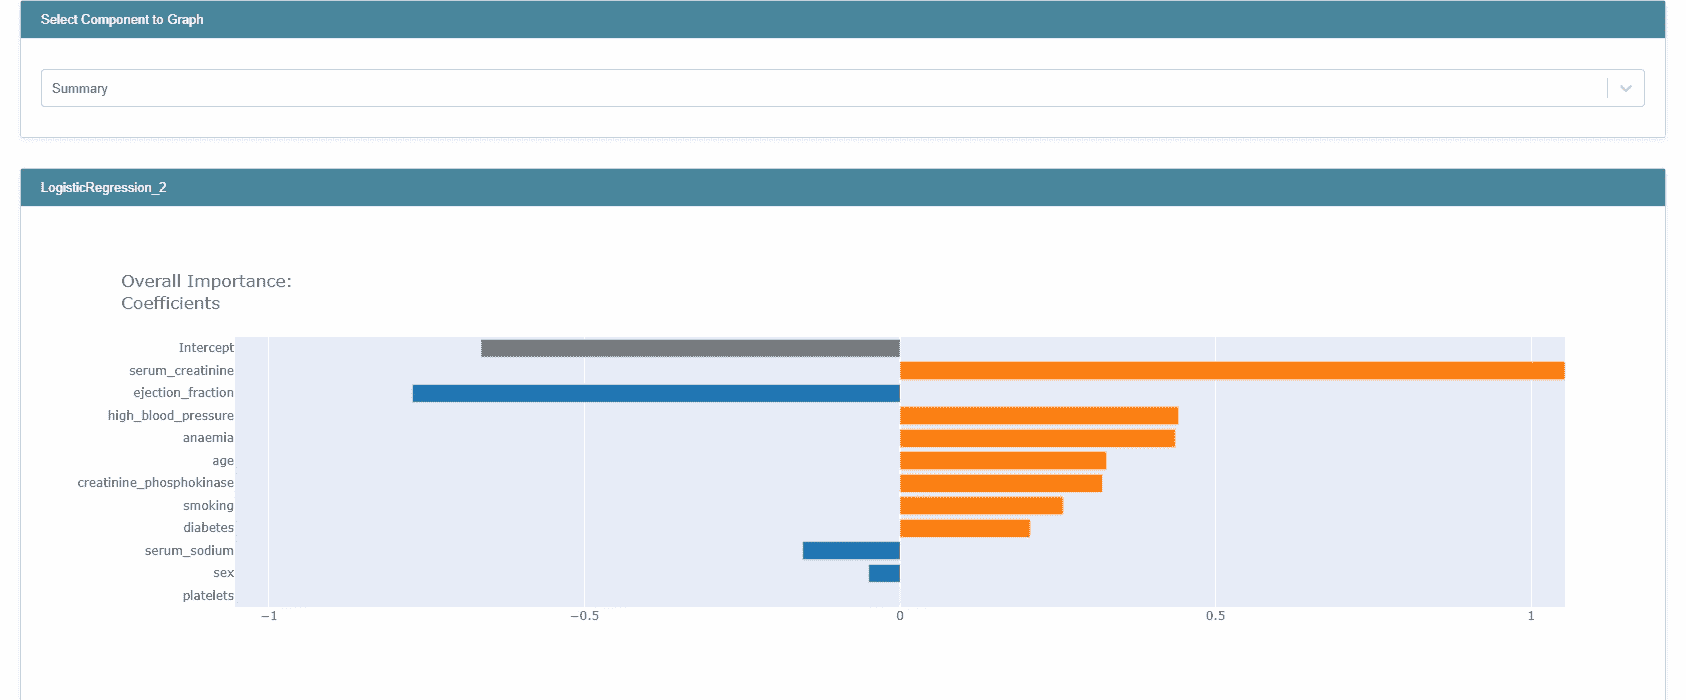 Select Component to Graph
Summary
LogisticRegression_2
Overall Importance:
Coefficients
Intercept
serum_creatinine
ejection_fraction
high_blood_pressure
anaemia
age
creatinine_phosphokinase
smoking
diabetes
serum_sodium
sex
platelets
−1 −0.5 0 0.5 1